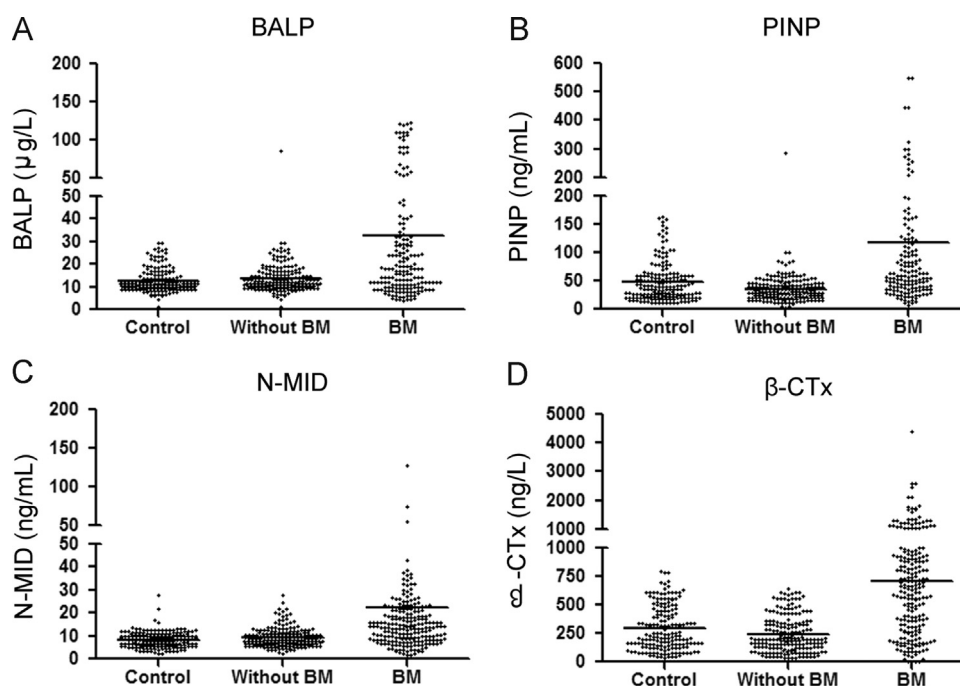 A
BALP
BALP (μg/L)
200
150
100
50
50
40
30
20
10
0
Control Without BM BM
B
PINP
PINP (ng/mL)
600
500
400
300
200
200
150
100
50
0
Control Without BM BM
C
N-MID
N-MID (ng/mL)
200
150
100
50
50
40
30
20
10
0
Control Without BM BM
D
β-CTx
β-CTx (ng/L)
5000
4000
3000
2000
1000
1000
750
500
250
0
Control Without BM BM